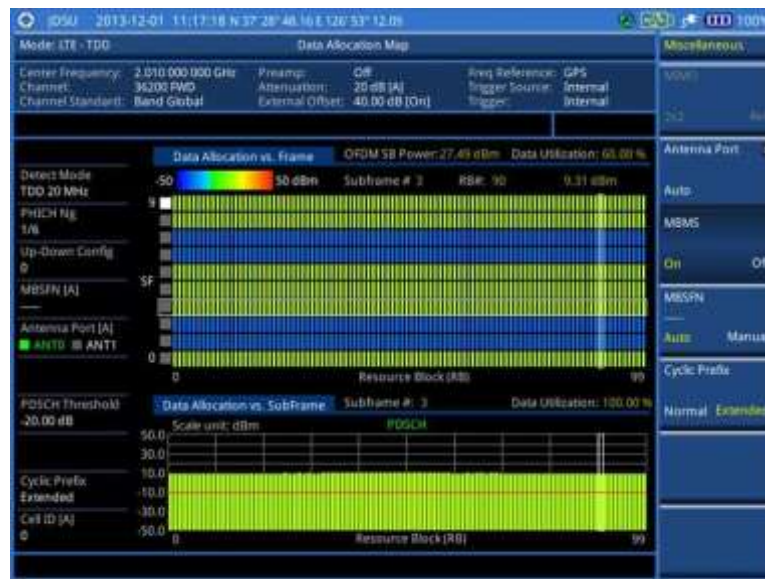 JDSU 2013-12-01 11:17:18 N 37° 28' 48.16 E 126° 53' 12.09 100%
Mode: LTE - TDD Data Allocation Map Miscellaneous
Center Frequency: 2.010 000 000 GHz Preamp: Off Freq Reference: GPS
Channel: 36200 FWD Attenuation: 20 dB [A] Trigger Source: Internal
Channel Standard: Band Global External Offset: 40.00 dB [On] Trigger: Internal
MIMO
2x2
Data Allocation vs. Frame OFDM SB Power: 27.49 dBm Data Utilization: 60.00 %
Antenna Port
Auto
Detect Mode
TDD 20 MHz
-50 50 dBm Subframe # 3 RB#: 90 9.31 dBm
PHICH Ng
1/6
9
MBMS
On Of
Up-Down Config
0
SF
MBSFN [A]
----
MBSFN
----
Auto Manua
Antenna Port [A]
ANT0 ANT1
0
0 Resource Block (RB) 99
Cyclic Prefix
Normal Extended
PDSCH Threshold
-20.00 dB
Data Allocation vs. SubFrame Subframe #: 3 Data Utilization: 100.00 %
Scale unit: dBm PDSCH
50.0
30.0
10.0
-10.0
-30.0
-50.0
Cyclic Prefix
Extended
Cell ID [A]
0
0 Resource Block (RB) 99